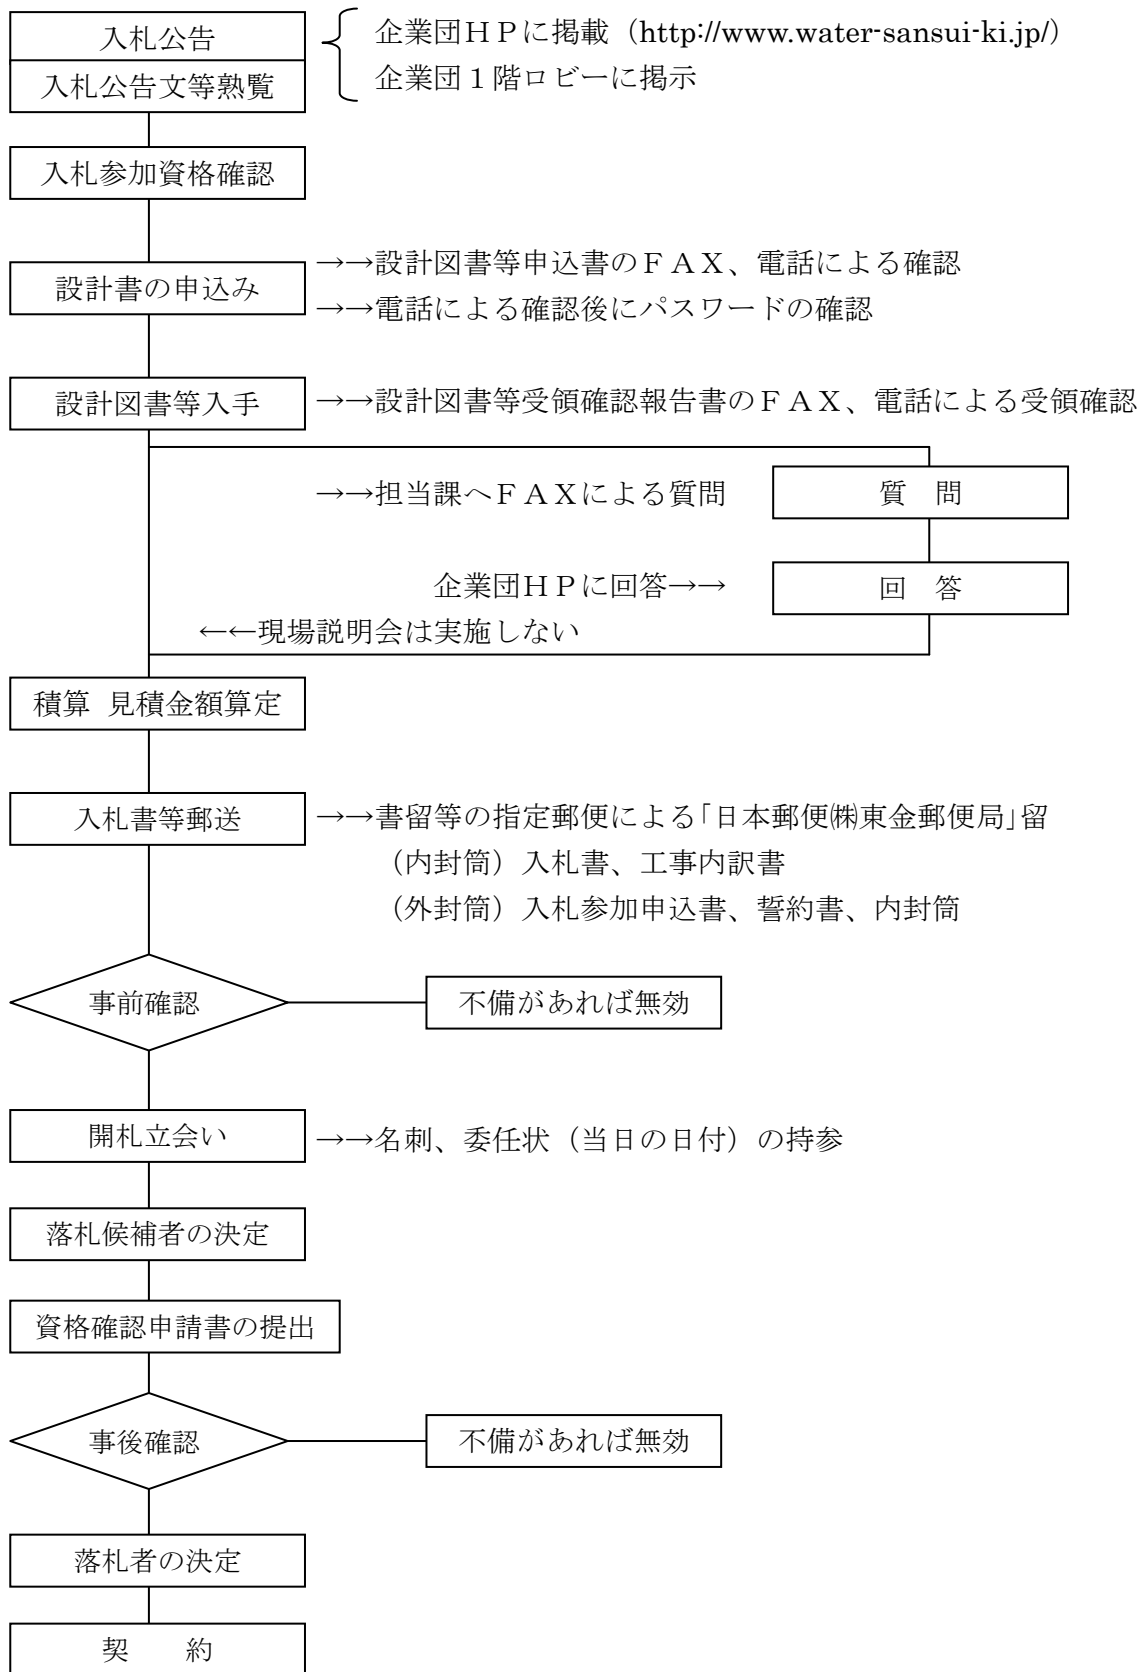 入札公告
企業団ＨＰに掲載（http://www.water-sansui-ki.jp/）
入札公告文等熟覧
企業団１階ロビーに掲示
入札参加資格確認
設計書の申込み
→→設計図書等申込書のＦＡＸ、電話による確認
→→電話による確認後にパスワードの確認
設計図書等入手
→→設計図書等受領確認報告書のＦＡＸ、電話による受領確認
→→担当課へＦＡＸによる質問
質　問
企業団ＨＰに回答→→
回　答
←←現場説明会は実施しない
積算 見積金額算定
入札書等郵送
→→書留等の指定郵便による｢日本郵便㈱東金郵便局｣留
（内封筒）入札書、工事内訳書
（外封筒）入札参加申込書、誓約書、内封筒
事前確認
不備があれば無効
開札立会い
→→名刺、委任状（当日の日付）の持参
落札候補者の決定
資格確認申請書の提出
事後確認
不備があれば無効
落札者の決定
契　　約